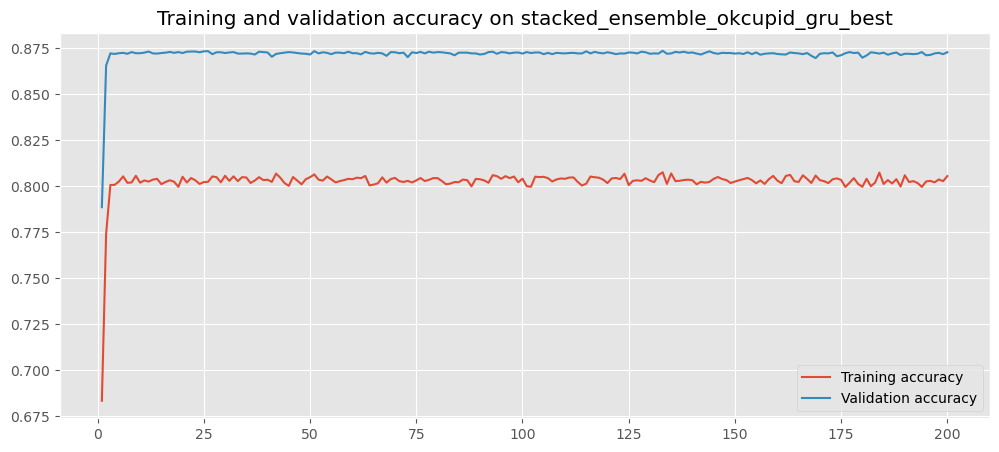 Training and validation accuracy on stacked_ensemble_okcupid_gru_best
0.875
0.850
0.825
0.800
0.775
0.750
0.725
0.700
0.675
0 25 50 75 100 125 150 175 200
Training accuracy
Validation accuracy